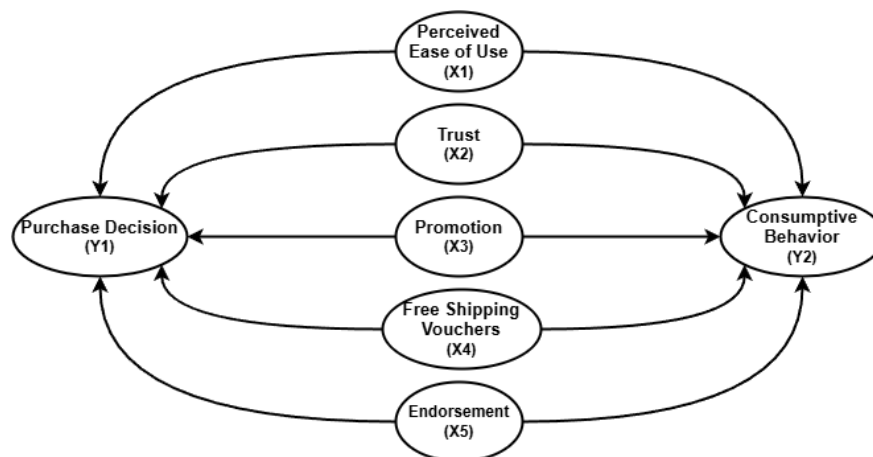 Perceived
Ease of Use
(X1)
Trust
(X2)
Purchase Decision
(Y1)
Promotion
(X3)
Consumptive
Behavior
(Y2)
Free Shipping
Vouchers
(X4)
Endorsement
(X5)